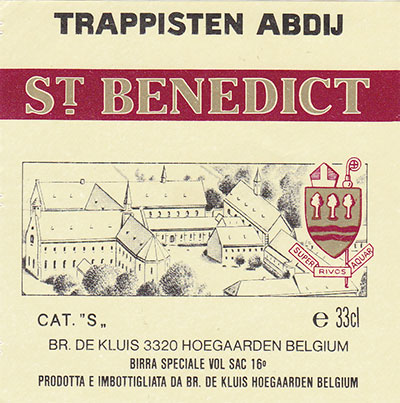 TRAPPISTEN ABDIJ
ST BENEDICT
SUPER RIVOS AQUAR
CAT. "S„
e 33cl
BR. DE KLUIS 3320 HOEGAARDEN BELGIUM
BIRRA SPECIALE VOL SAC 16º
PRODOTTA E IMBOTTIGLIATA DA BR. DE KLUIS HOEGAARDEN BELGIUM